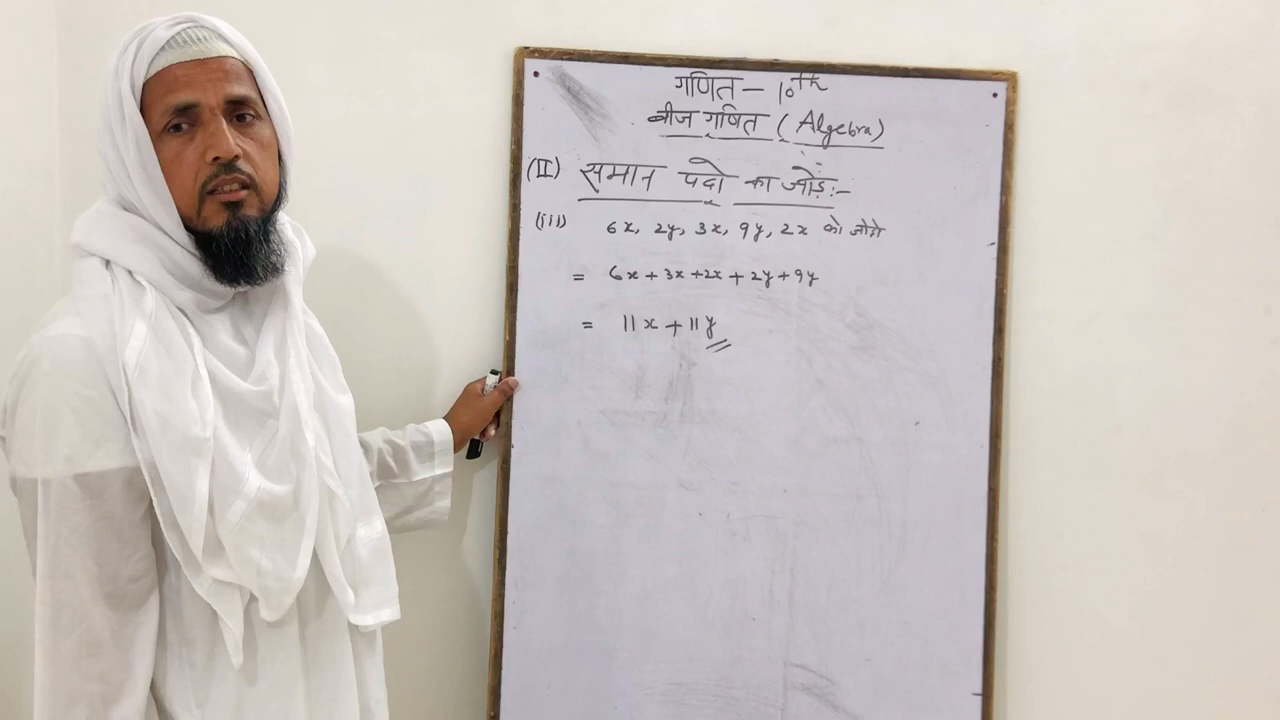 गणित – 10th
बीज गणित (Algebra)
(II) समान पदो का जोड़ :-
(iii) 6x, 2y, 3x, 9y, 2x को जोड़ो
= 6x + 3x + 2x + 2y + 9y
= 11x + 11y